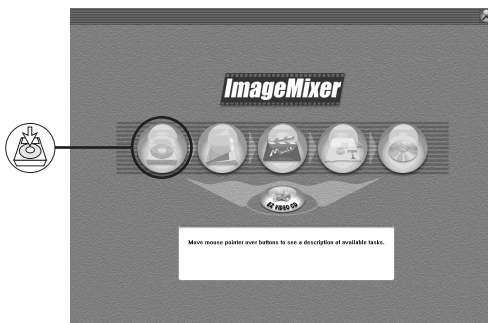 ImageMixer
EZ VIDEO CD
Move mouse pointer over buttons to see a description of available tasks.